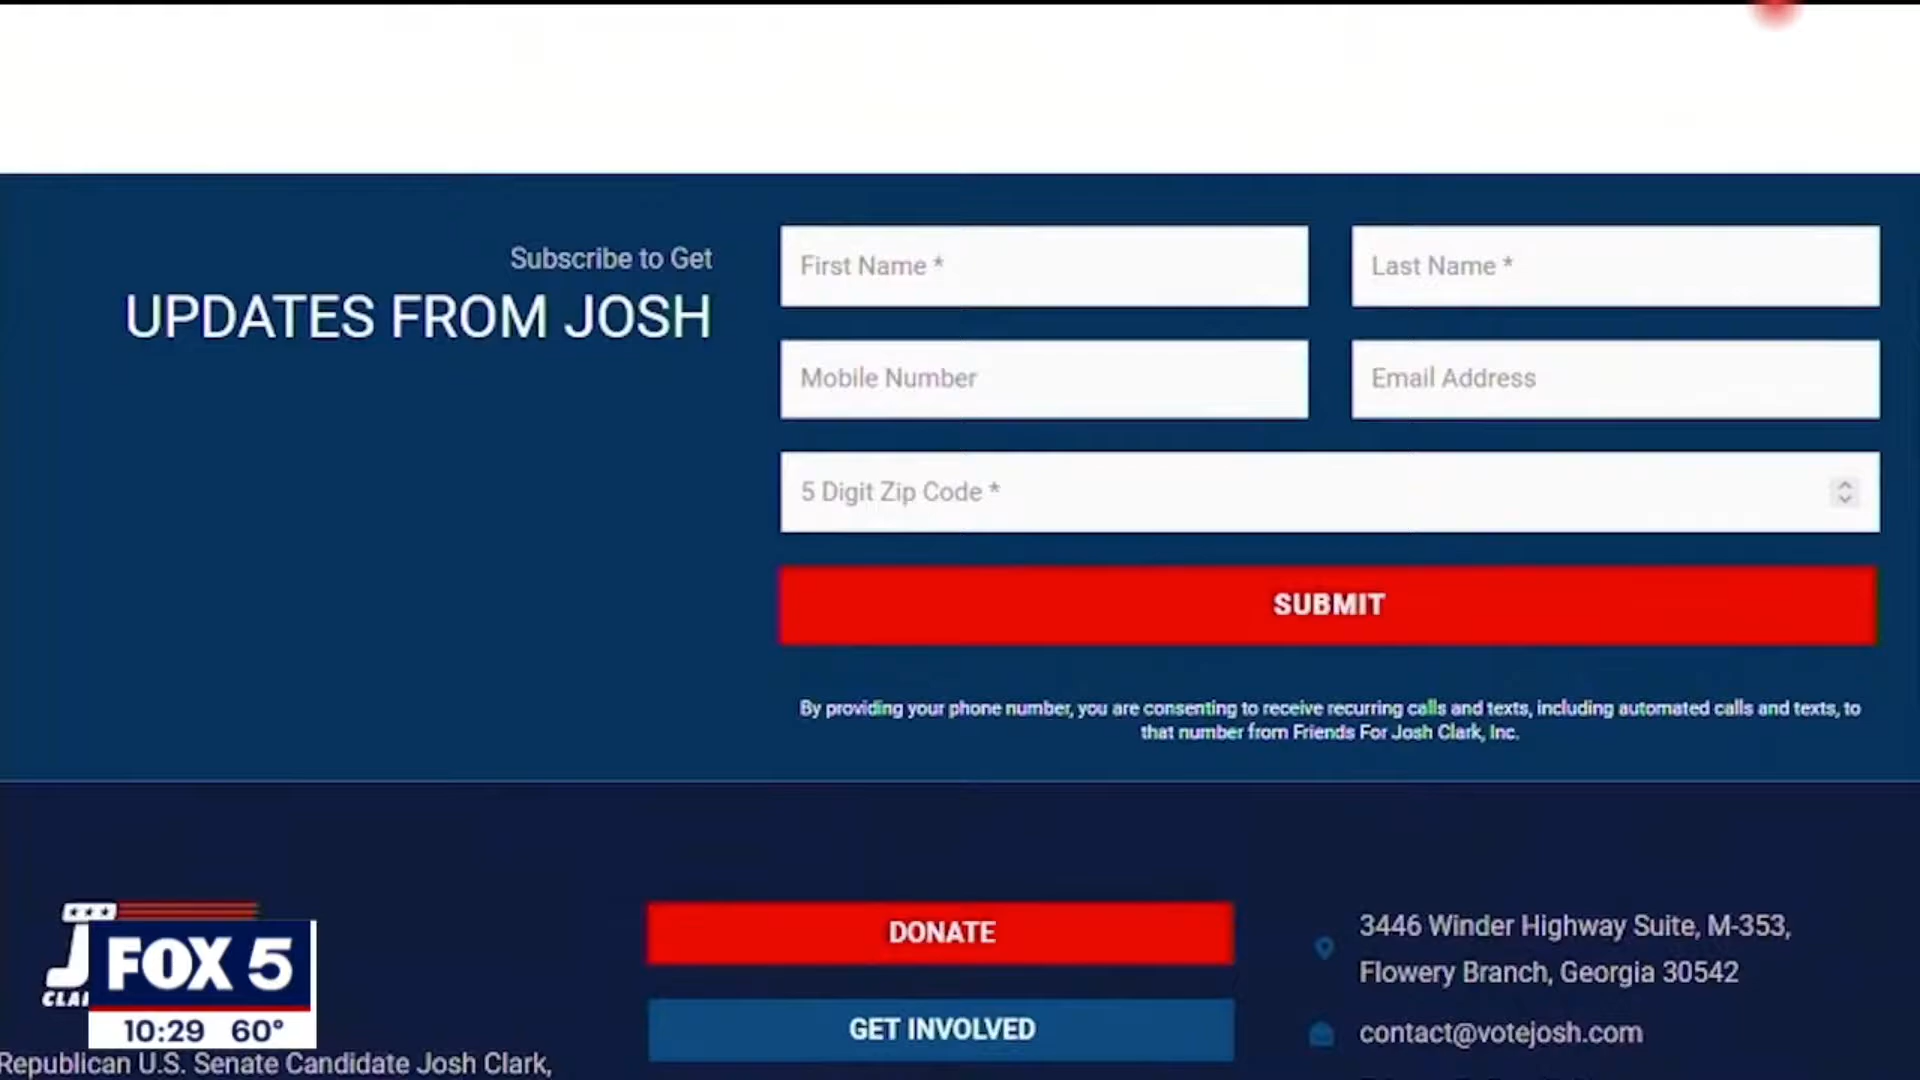 Subscribe to Get
UPDATES FROM JOSH
First Name *
Last Name *
Mobile Number
Email Address
5 Digit Zip Code *
SUBMIT
By providing your phone number, you are consenting to receive recurring calls and texts, including automated calls and texts, to
that number from Friends For Josh Clark, Inc.
DONATE
GET INVOLVED
3446 Winder Highway Suite, M-353,
Flowery Branch, Georgia 30542
contact@votejosh.com
FOX 5
10:29 60°
Republican U.S. Senate Candidate Josh Clark,